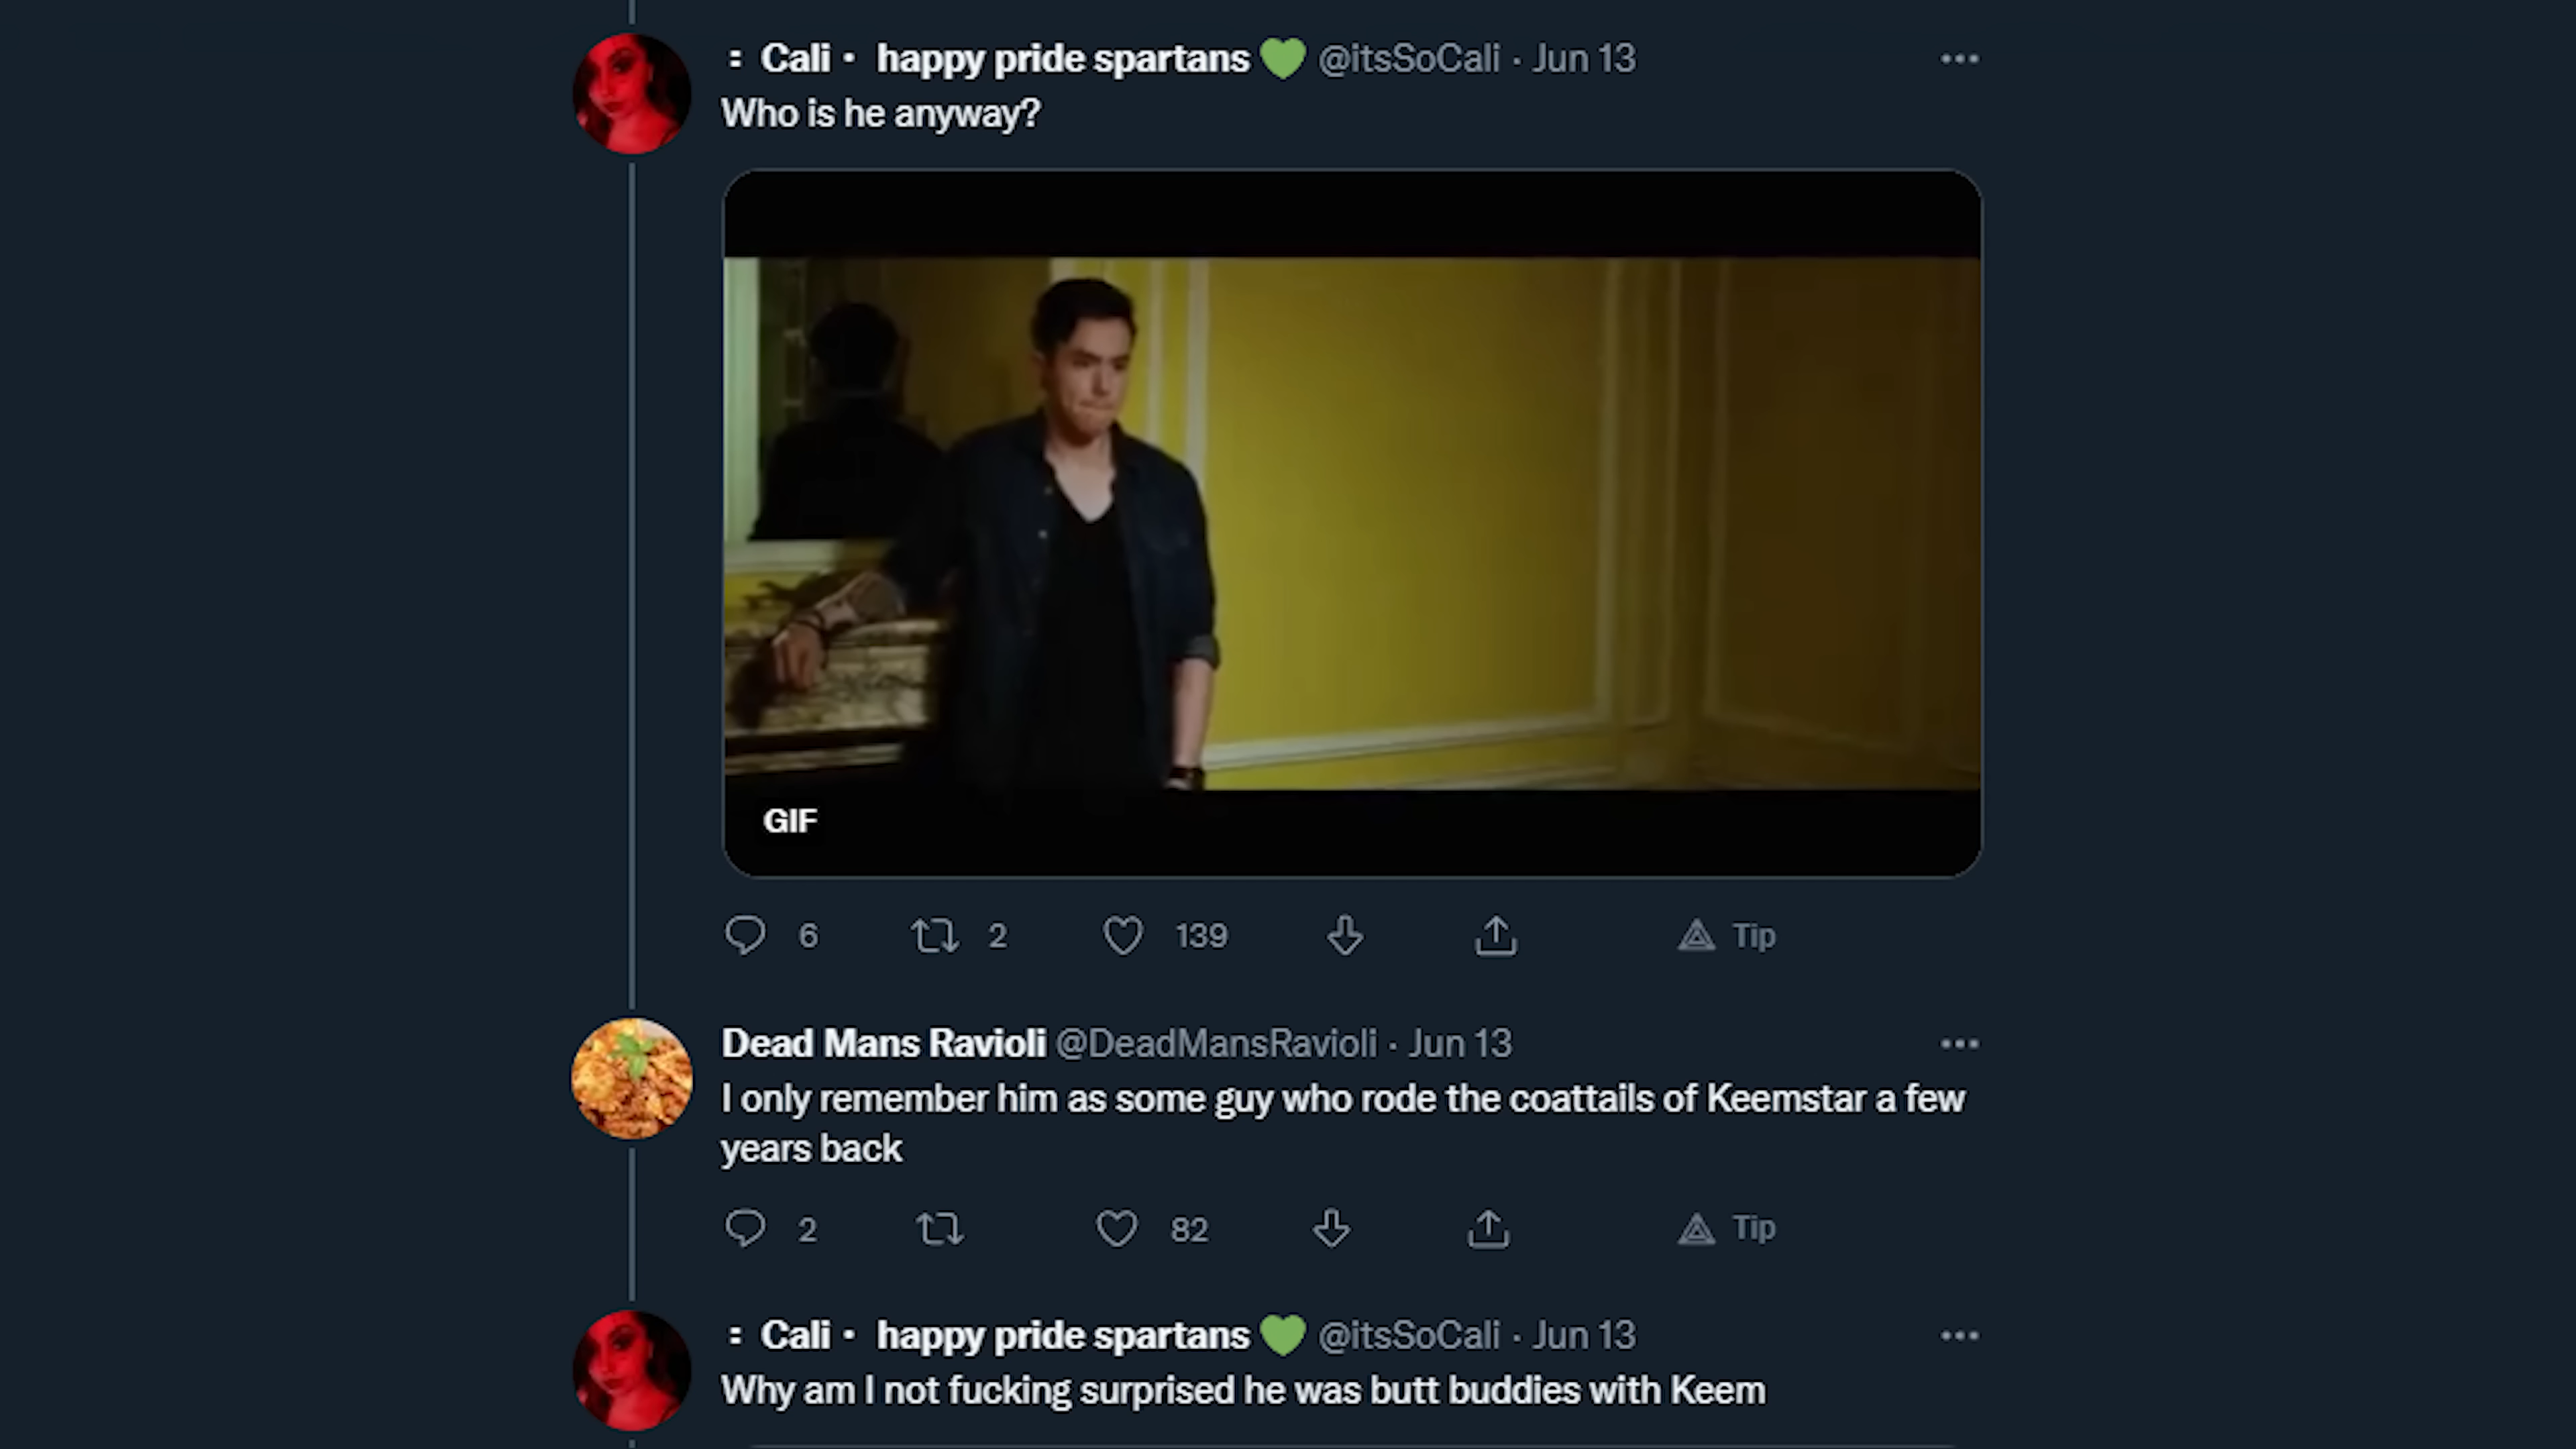 : Cali • happy pride spartans 💚 @itsSoCali · Jun 13
Who is he anyway?
GIF
6 2 139 Tip
Dead Mans Ravioli @DeadMansRavioli · Jun 13
I only remember him as some guy who rode the coattails of Keemstar a few
years back
2 82 Tip
: Cali • happy pride spartans 💚 @itsSoCali · Jun 13
Why am I not fucking surprised he was butt buddies with Keem